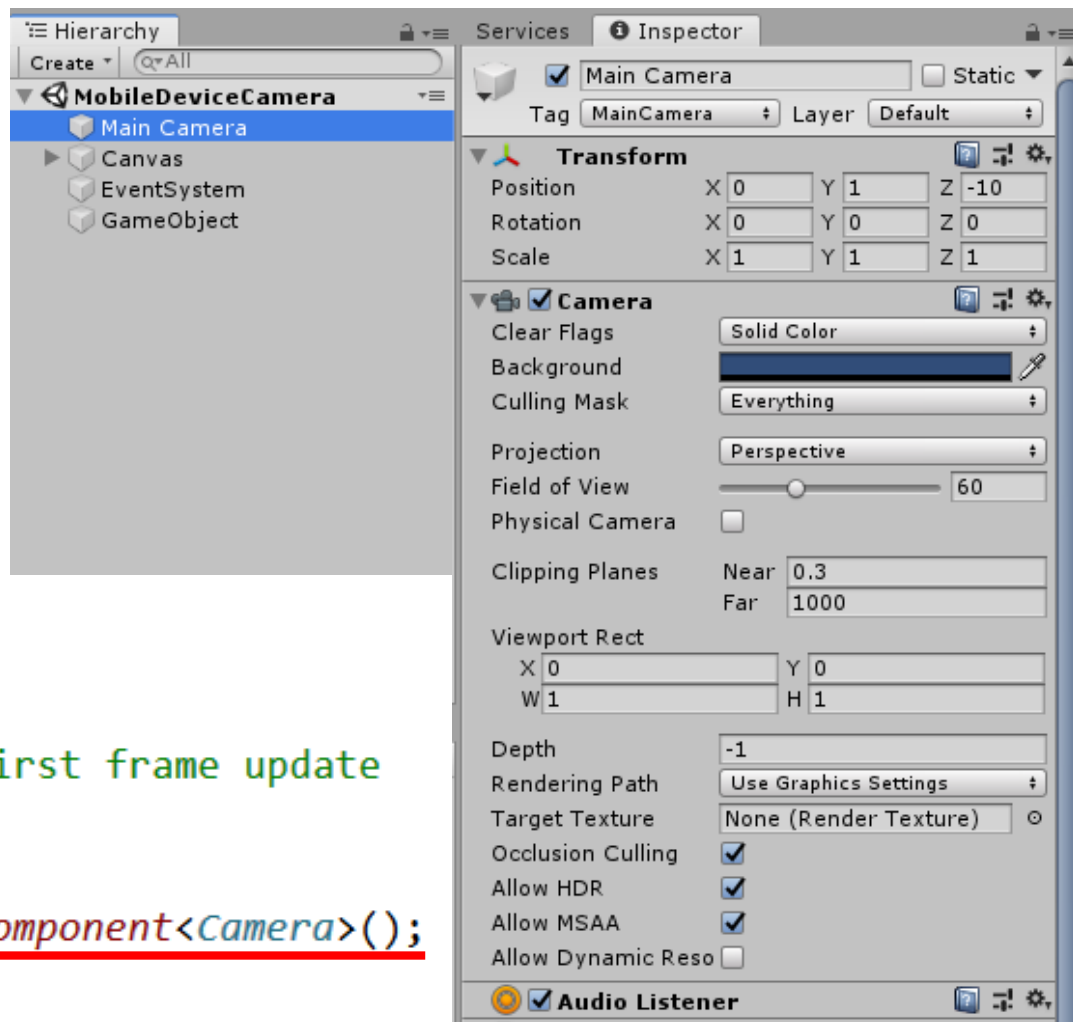 Hierarchy
Create All
MobileDeviceCamera
Main Camera
Canvas
EventSystem
GameObject
irst frame update
omponent<Camera>();
Services Inspector
Main Camera Static
Tag MainCamera Layer Default
Transform
Position X 0 Y 1 Z -10
Rotation X 0 Y 0 Z 0
Scale X 1 Y 1 Z 1
Camera
Clear Flags Solid Color
Background
Culling Mask Everything
Projection Perspective
Field of View 60
Physical Camera
Clipping Planes Near 0.3
Far 1000
Viewport Rect
X 0 Y 0
W 1 H 1
Depth -1
Rendering Path Use Graphics Settings
Target Texture None (Render Texture)
Occlusion Culling
Allow HDR
Allow MSAA
Allow Dynamic Reso
Audio Listener